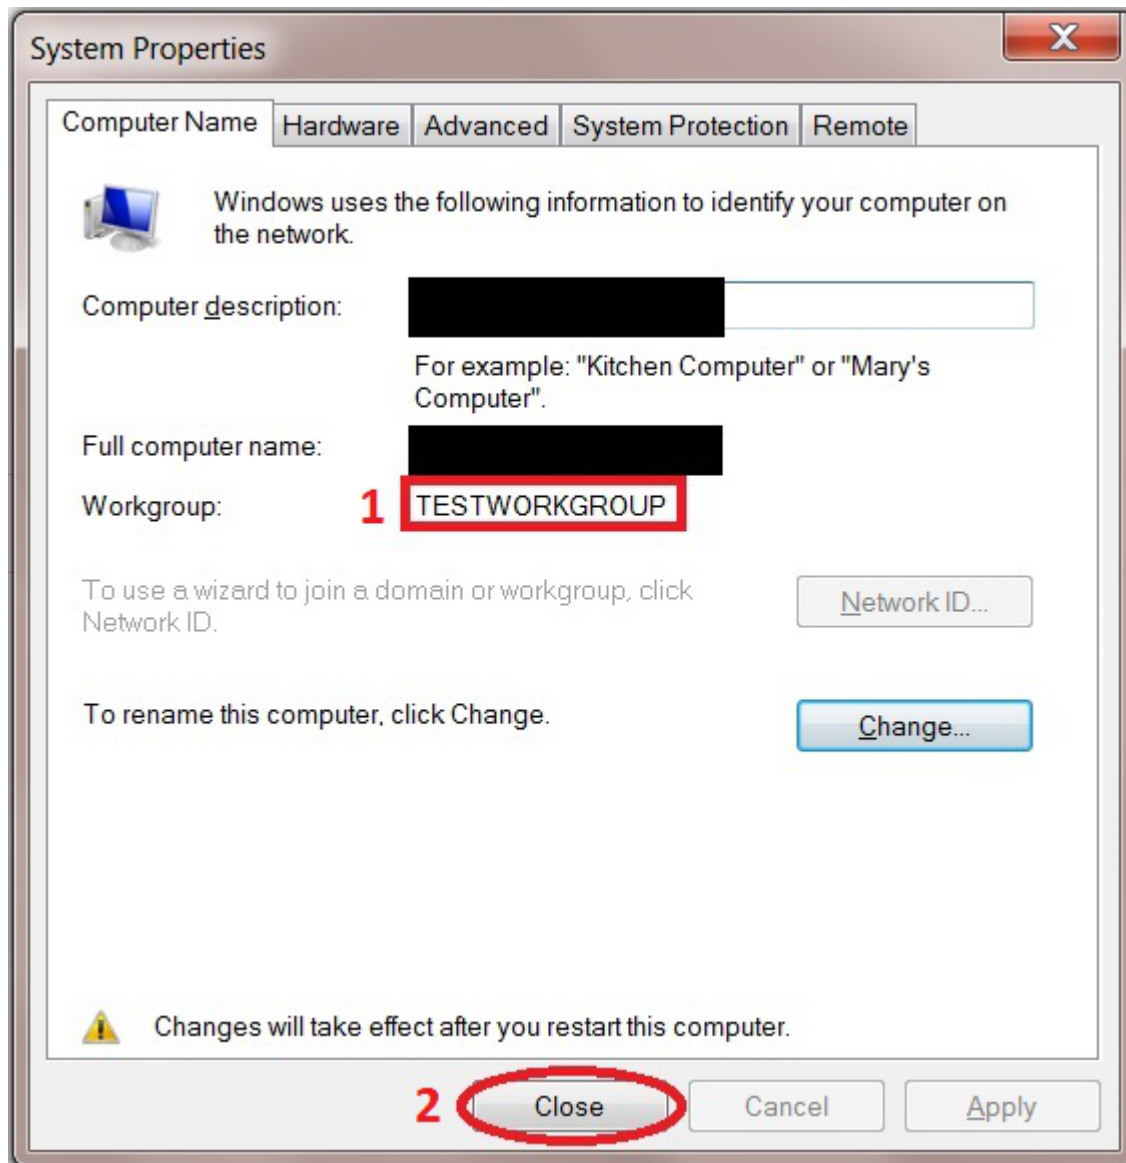 System Properties
X
Computer Name Hardware Advanced System Protection Remote
Windows uses the following information to identify your computer on
the network.
Computer description:
For example: "Kitchen Computer" or "Mary's
Computer".
Full computer name:
Workgroup: 1 TESTWORKGROUP
To use a wizard to join a domain or workgroup, click
Network ID.
Network ID...
To rename this computer, click Change.
Change...
Changes will take effect after you restart this computer.
2 Close Cancel Apply